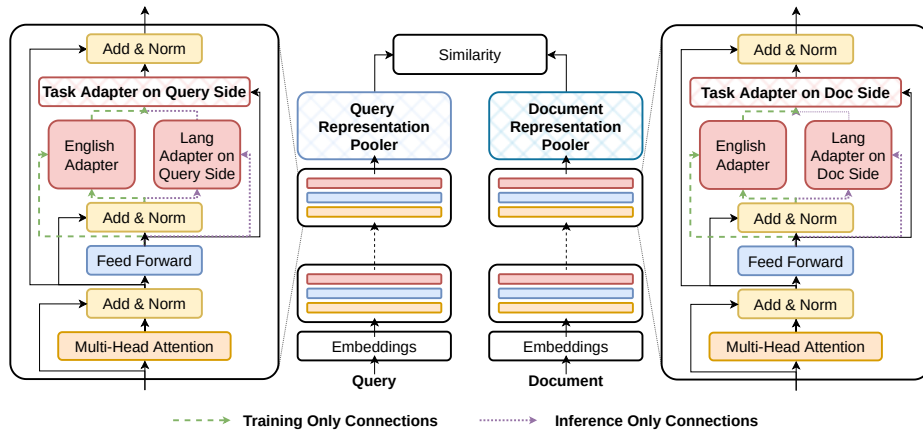 Add & Norm
Task Adapter on Query Side
English
Adapter
Lang
Adapter on
Query Side
Add & Norm
Feed Forward
Add & Norm
Multi-Head Attention
Similarity
Query
Representation
Pooler
Document
Representation
Pooler
Embeddings
Embeddings
Query
Document
Add & Norm
Task Adapter on Doc Side
English
Adapter
Lang
Adapter on
Doc Side
Add & Norm
Feed Forward
Add & Norm
Multi-Head Attention
Training Only Connections
Inference Only Connections